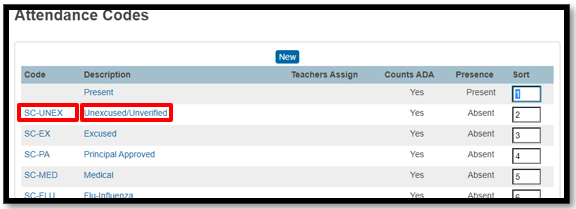 Attendance Codes
New
Code Description Teachers Assign Counts ADA Presence Sort
Present Yes Present 1
SC-UNEX Unexcused/Unverified Yes Absent 2
SC-EX Excused Yes Absent 3
SC-PA Principal Approved Yes Absent 4
SC-MED Medical Yes Absent 5
SC-FLU Flu-Influenza Yes Absent 6